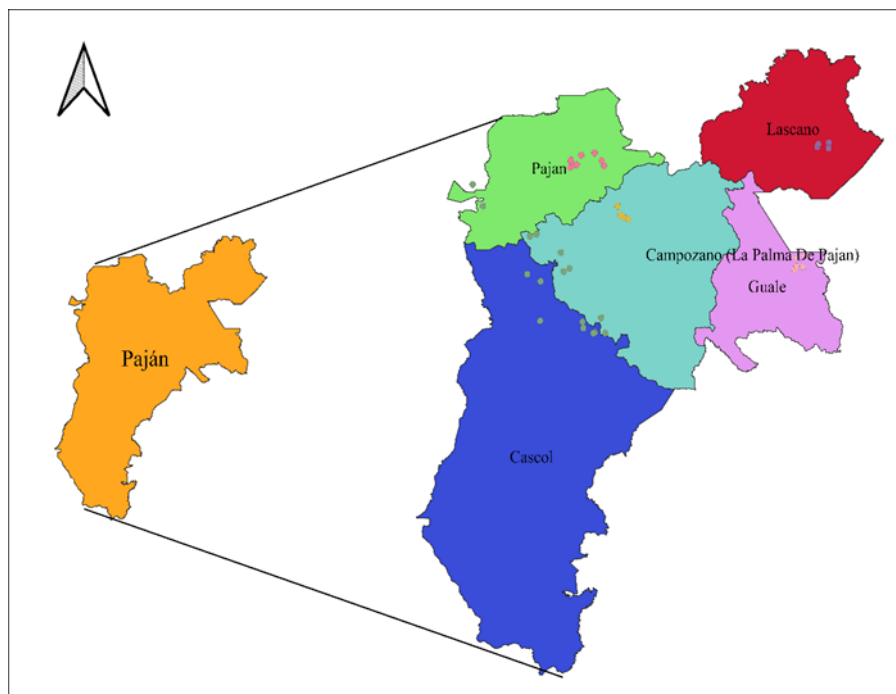 Lascano
Pajan
Campozano (La Palma De Pajan)
Guale
Paján
Cascol